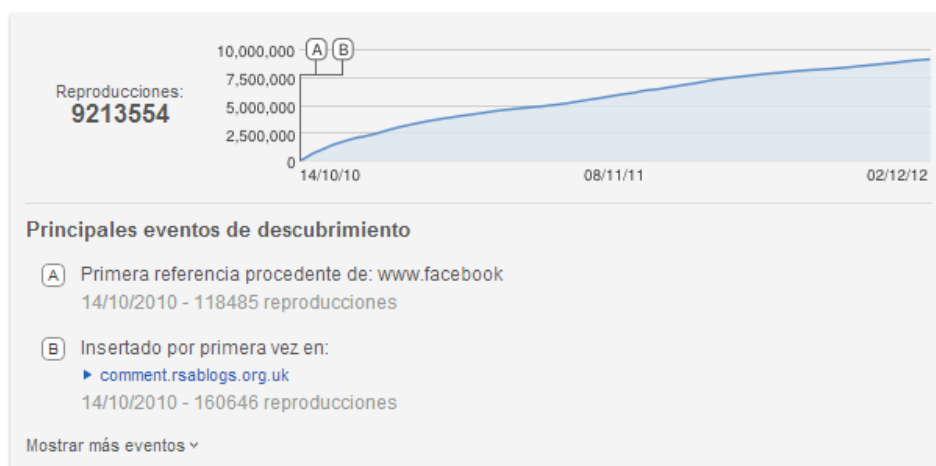 10,000,000
A B
7,500,000
Reproducciones:
9213554
5,000,000
2,500,000
0
14/10/10 08/11/11 02/12/12
Principales eventos de descubrimiento
A Primera referencia procedente de: www.facebook
14/10/2010 - 118485 reproducciones
B Insertado por primera vez en:
comment.rsablogs.org.uk
14/10/2010 - 160646 reproducciones
Mostrar más eventos